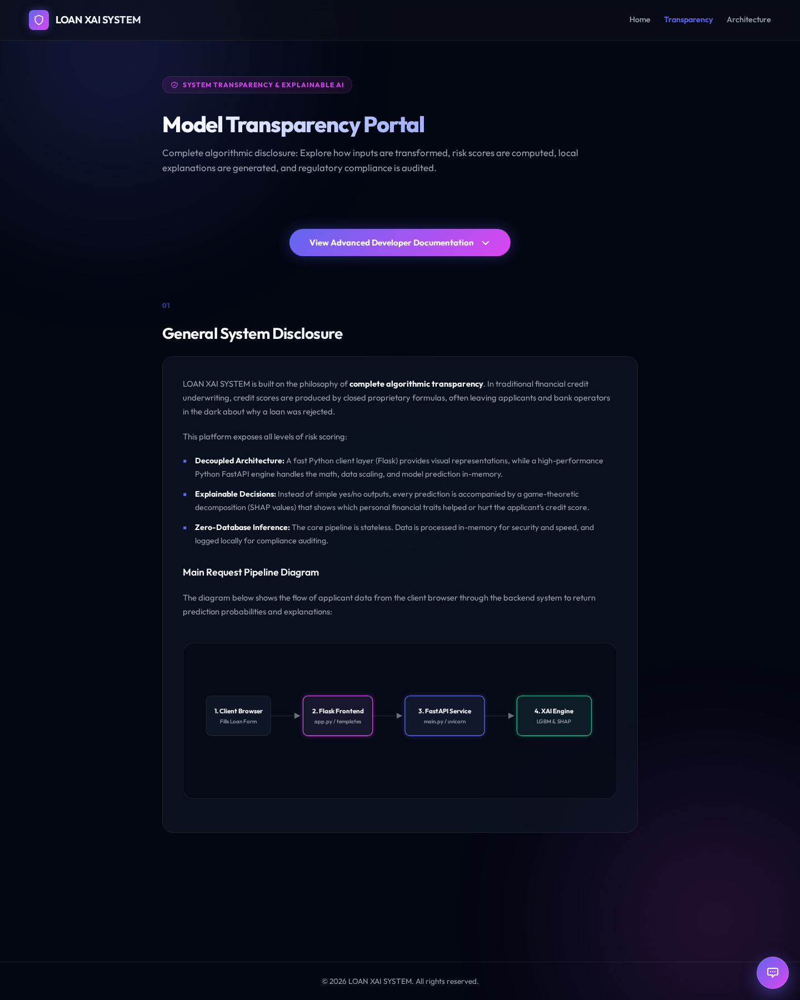 LOAN XAI SYSTEM
Home
Transparency
Architecture
SYSTEM TRANSPARENCY & EXPLAINABLE AI
Model Transparency Portal
Complete algorithmic disclosure: Explore how inputs are transformed, risk scores are computed, local
explanations are generated, and regulatory compliance is audited.
View Advanced Developer Documentation
01
General System Disclosure
LOAN XAI SYSTEM is built on the philosophy of complete algorithmic transparency. In traditional financial credit
underwriting, credit scores are produced by closed proprietary formulas, often leaving applicants and bank operators
in the dark about why a loan was rejected.
This platform exposes all levels of risk scoring:
Decoupled Architecture: A fast Python client layer (Flask) provides visual representations, while a high-performance
Python FastAPI engine handles the math, data scaling, and model prediction in-memory.
Explainable Decisions: Instead of simple yes/no outputs, every prediction is accompanied by a game-theoretic
decomposition (SHAP values) that shows which personal financial traits helped or hurt the applicant's credit score.
Zero-Database Inference: The core pipeline is stateless. Data is processed in-memory for security and speed, and
logged locally for compliance auditing.
Main Request Pipeline Diagram
The diagram below shows the flow of applicant data from the client browser through the backend system to return
prediction probabilities and explanations:
1. Client Browser
Fills Loan Form
2. Flask Frontend
app.py / templates
3. FastAPI Service
main.py / uvicorn
4. XAI Engine
LGBM & SHAP
© 2026 LOAN XAI SYSTEM. All rights reserved.